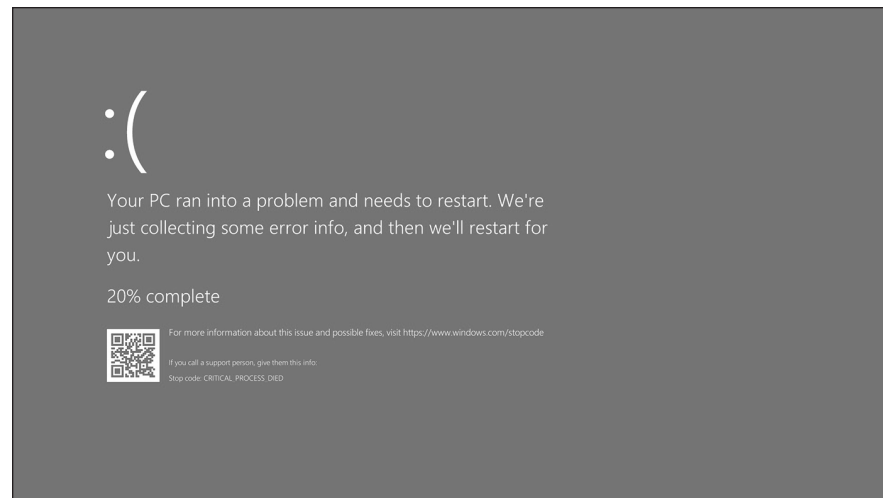 :(
Your PC ran into a problem and needs to restart. We're
just collecting some error info, and then we'll restart for
you.
20% complete
For more information about this issue and possible fixes, visit https://www.windows.com/stopcode
If you call a support person, give them this info:
Stop code: CRITICAL_PROCESS_DIED